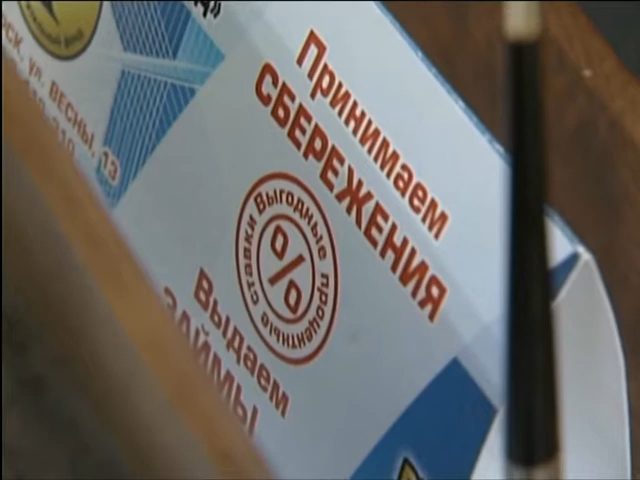 ул. ВЕСНЫ, 13
Принимаем
СБЕРЕЖЕНИЯ
Выгодные процентные ставки
%
Выдаем
ЗАЙМЫ